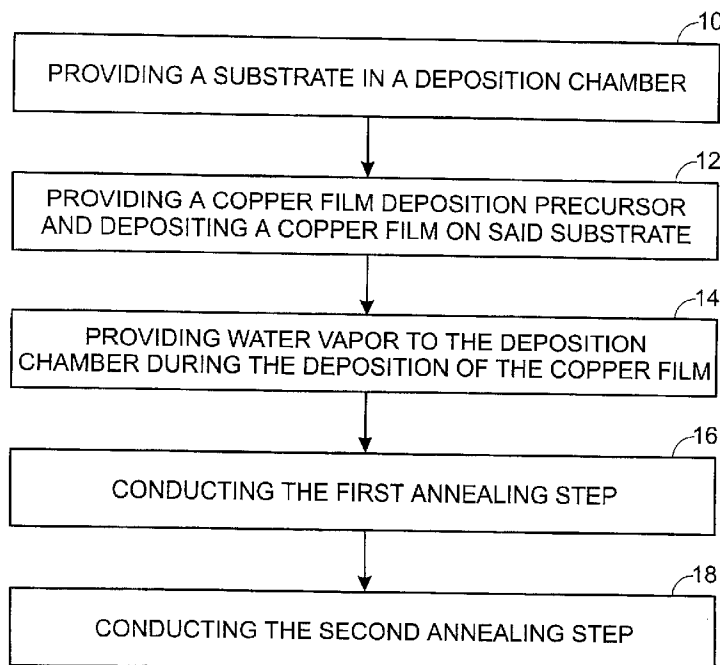 10
PROVIDING A SUBSTRATE IN A DEPOSITION CHAMBER
12
PROVIDING A COPPER FILM DEPOSITION PRECURSOR
AND DEPOSITING A COPPER FILM ON SAID SUBSTRATE
14
PROVIDING WATER VAPOR TO THE DEPOSITION
CHAMBER DURING THE DEPOSITION OF THE COPPER FILM
16
CONDUCTING THE FIRST ANNEALING STEP
18
CONDUCTING THE SECOND ANNEALING STEP